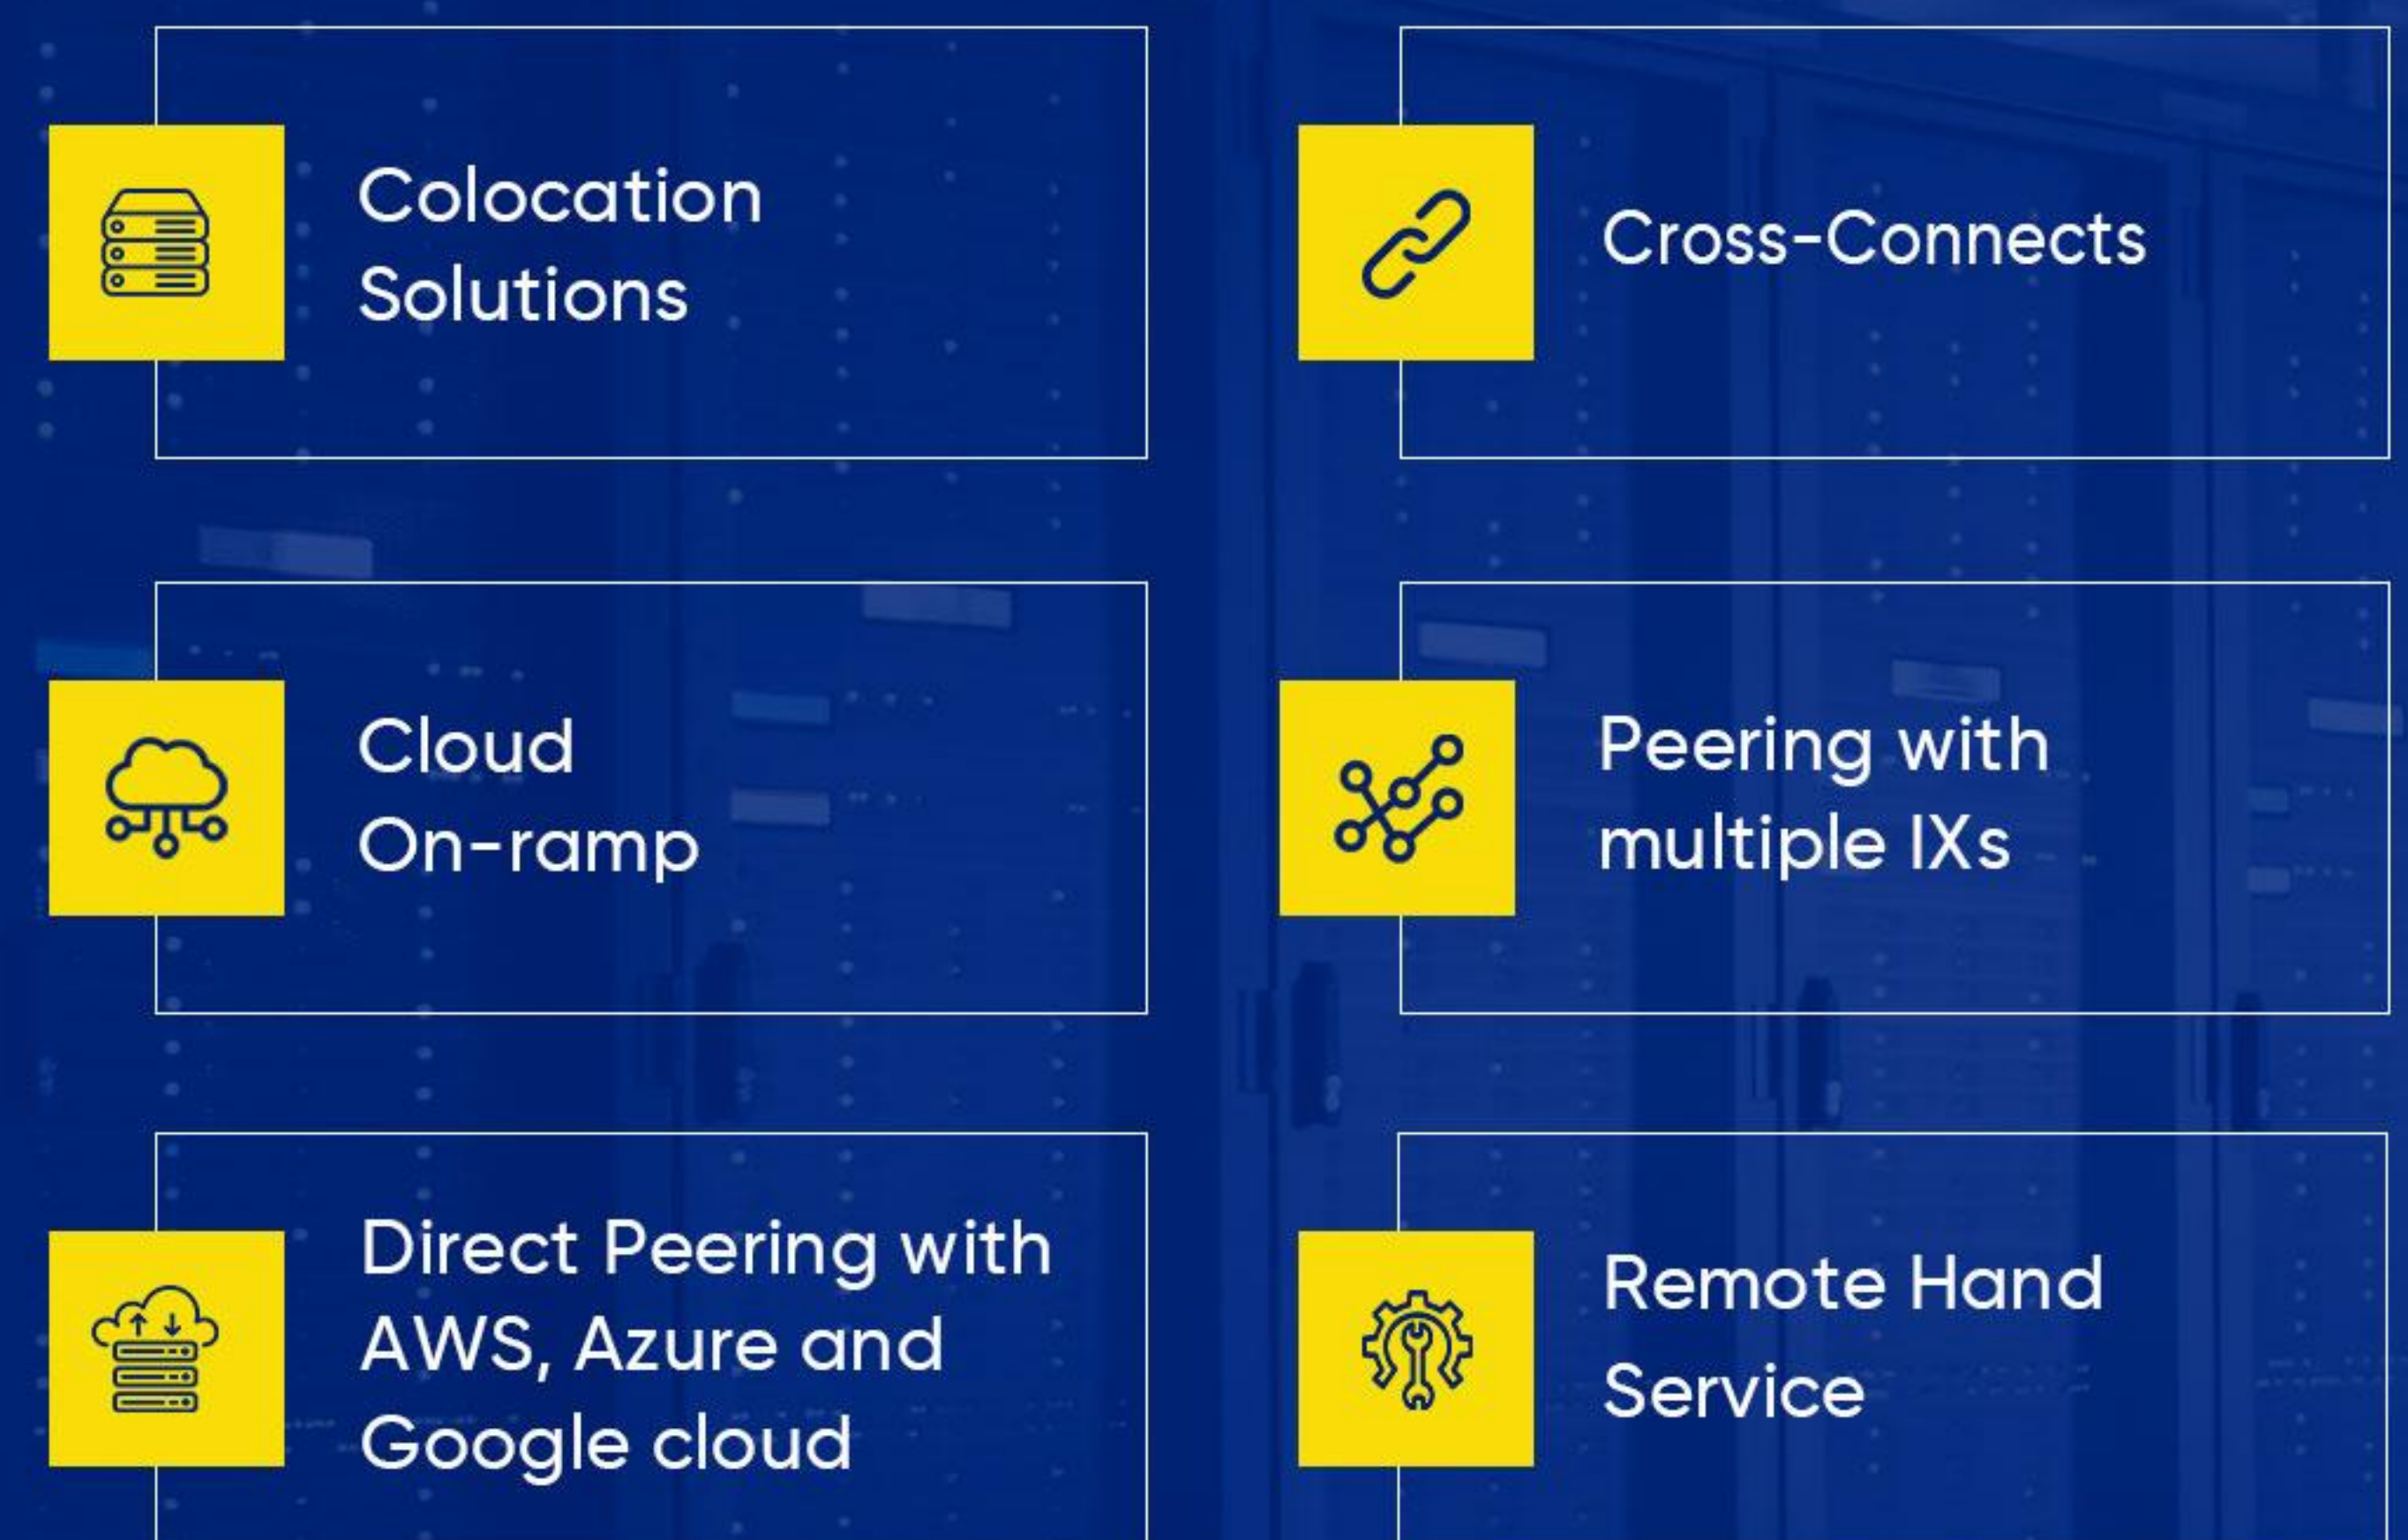 Colocation
Solutions
Cross-Connects
Cloud
On-ramp
Peering with
multiple IXs
Direct Peering with
AWS, Azure and
Google cloud
Remote Hand
Service